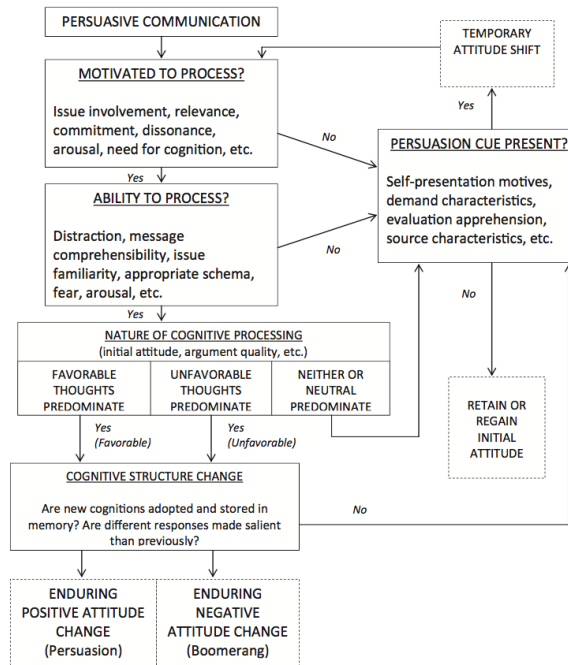 PERSUASIVE COMMUNICATION
TEMPORARY
ATTITUDE SHIFT
MOTIVATED TO PROCESS?
Issue involvement, relevance,
commitment, dissonance,
arousal, need for cognition, etc.
No
Yes
PERSUASION CUE PRESENT?
Self-presentation motives,
demand characteristics,
evaluation apprehension,
source characteristics, etc.
Yes
ABILITY TO PROCESS?
Distraction, message
comprehensibility, issue
familiarity, appropriate schema,
fear, arousal, etc.
No
No
Yes
NATURE OF COGNITIVE PROCESSING
(initial attitude, argument quality, etc.)
FAVORABLE
THOUGHTS
PREDOMINATE
UNFAVORABLE
THOUGHTS
PREDOMINATE
NEITHER OR
NEUTRAL
PREDOMINATE
RETAIN OR
REGAIN
INITIAL
ATTITUDE
Yes
(Favorable)
Yes
(Unfavorable)
COGNITIVE STRUCTURE CHANGE
Are new cognitions adopted and stored in
memory? Are different responses made salient
than previously?
No
ENDURING
POSITIVE ATTITUDE
CHANGE
(Persuasion)
ENDURING
NEGATIVE
ATTITUDE CHANGE
(Boomerang)